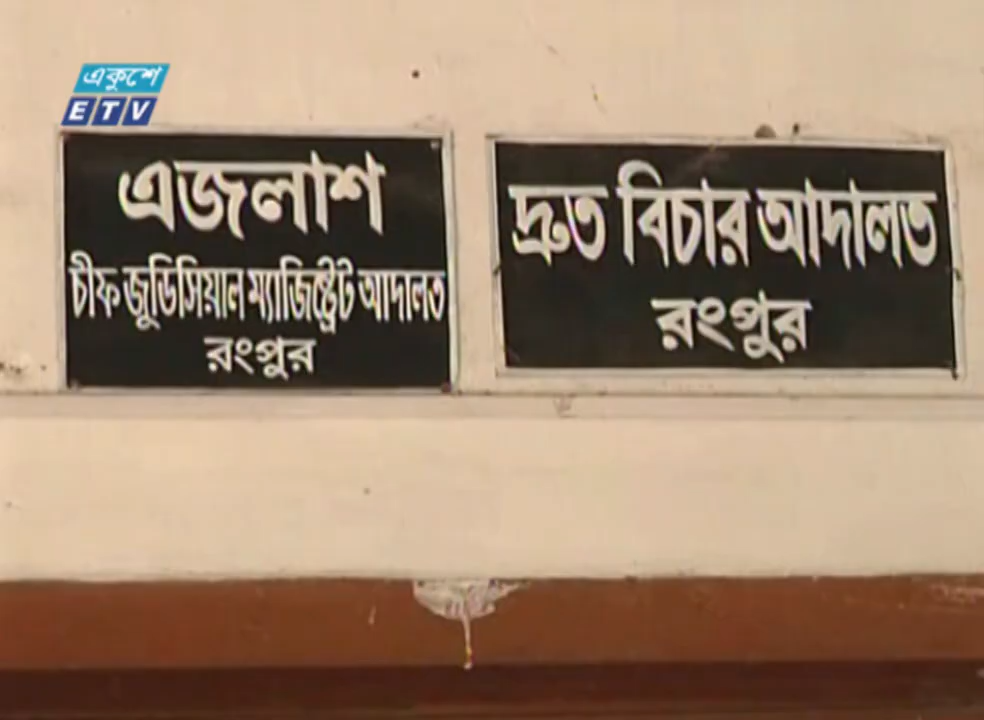 একুশে
ETV
এজলাশ
চীফ জুডিসিয়াল ম্যাজিষ্ট্রেট আদালত
রংপুর
দ্রুত বিচার আদালত
রংপুর